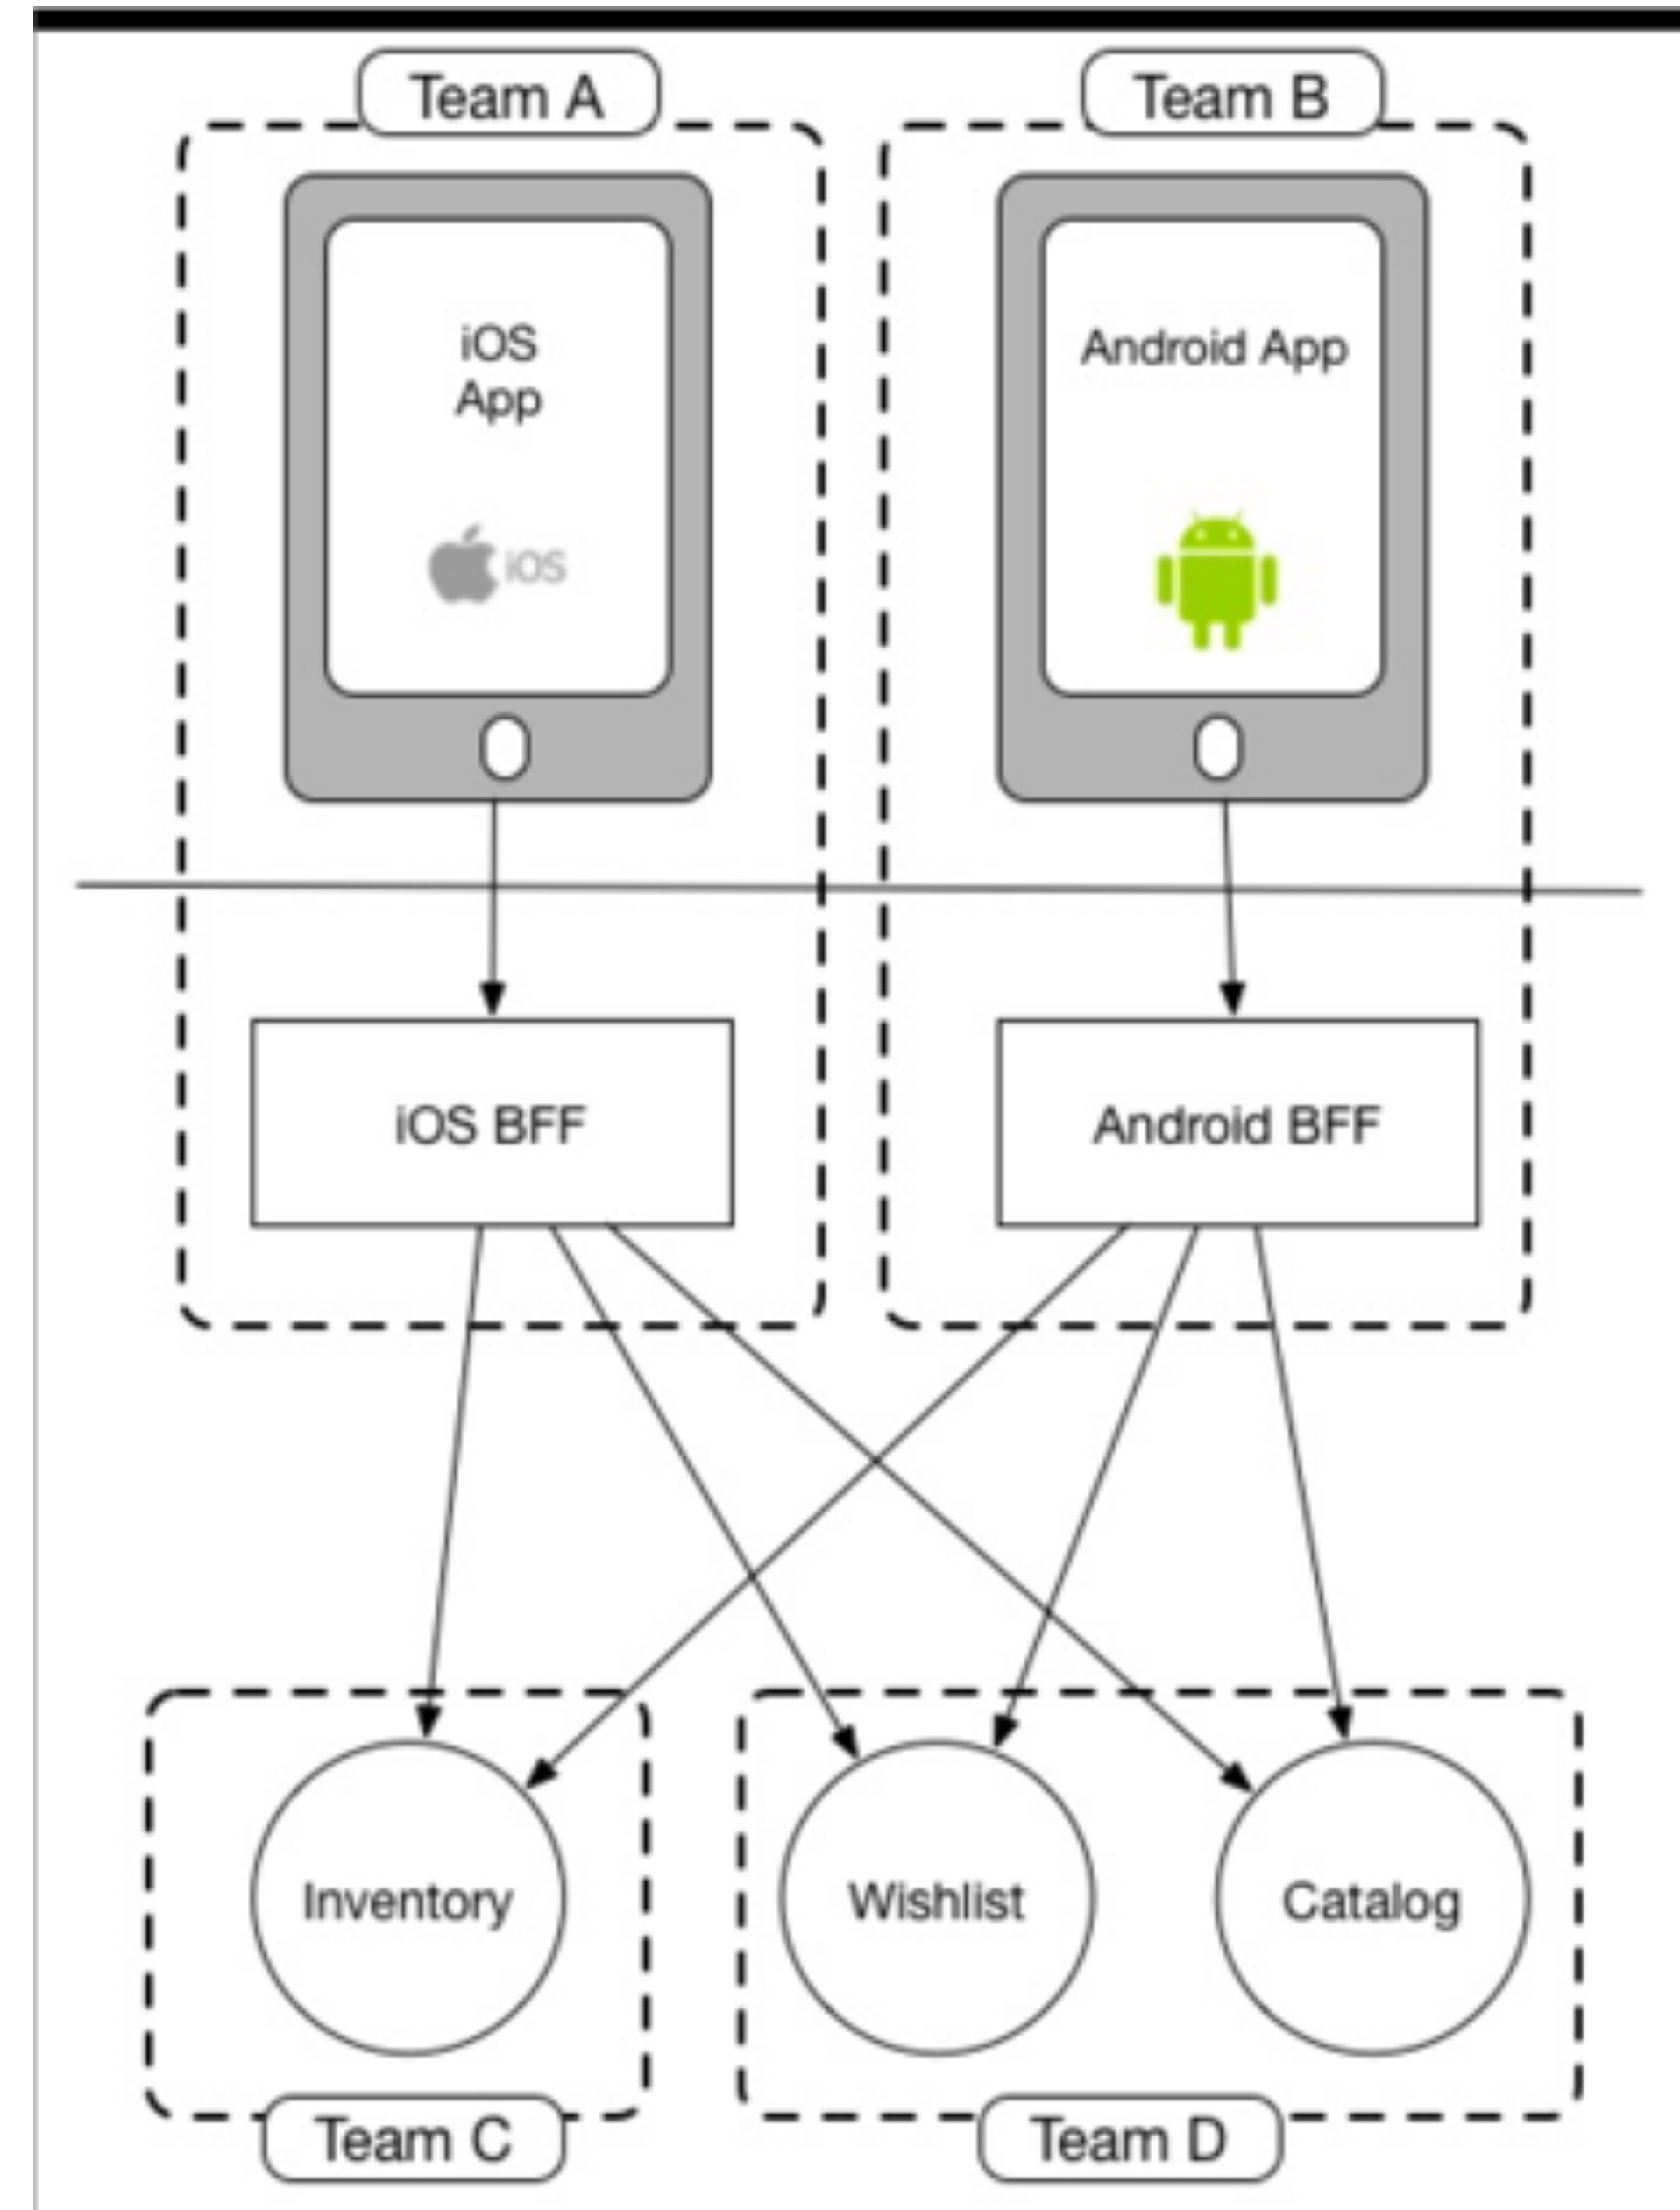 Team A
Team B
iOS
App
iOS
Android App
iOS BFF
Android BFF
Inventory
Wishlist
Catalog
Team C
Team D